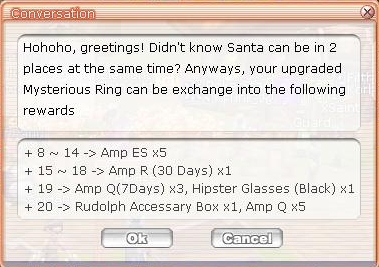 Conversation
Hohoho, greetings! Didn't know Santa can be in 2
places at the same time? Anyways, your upgraded
Mysterious Ring can be exchange into the following
rewards
+ 8 ~ 14 -> Amp ES x5
+ 15 ~ 18 -> Amp R (30 Days) x1
+ 19 -> Amp Q(7Days) x3, Hipster Glasses (Black) x1
+ 20 -> Rudolph Accessary Box x1, Amp Q x5
Ok
Cancel